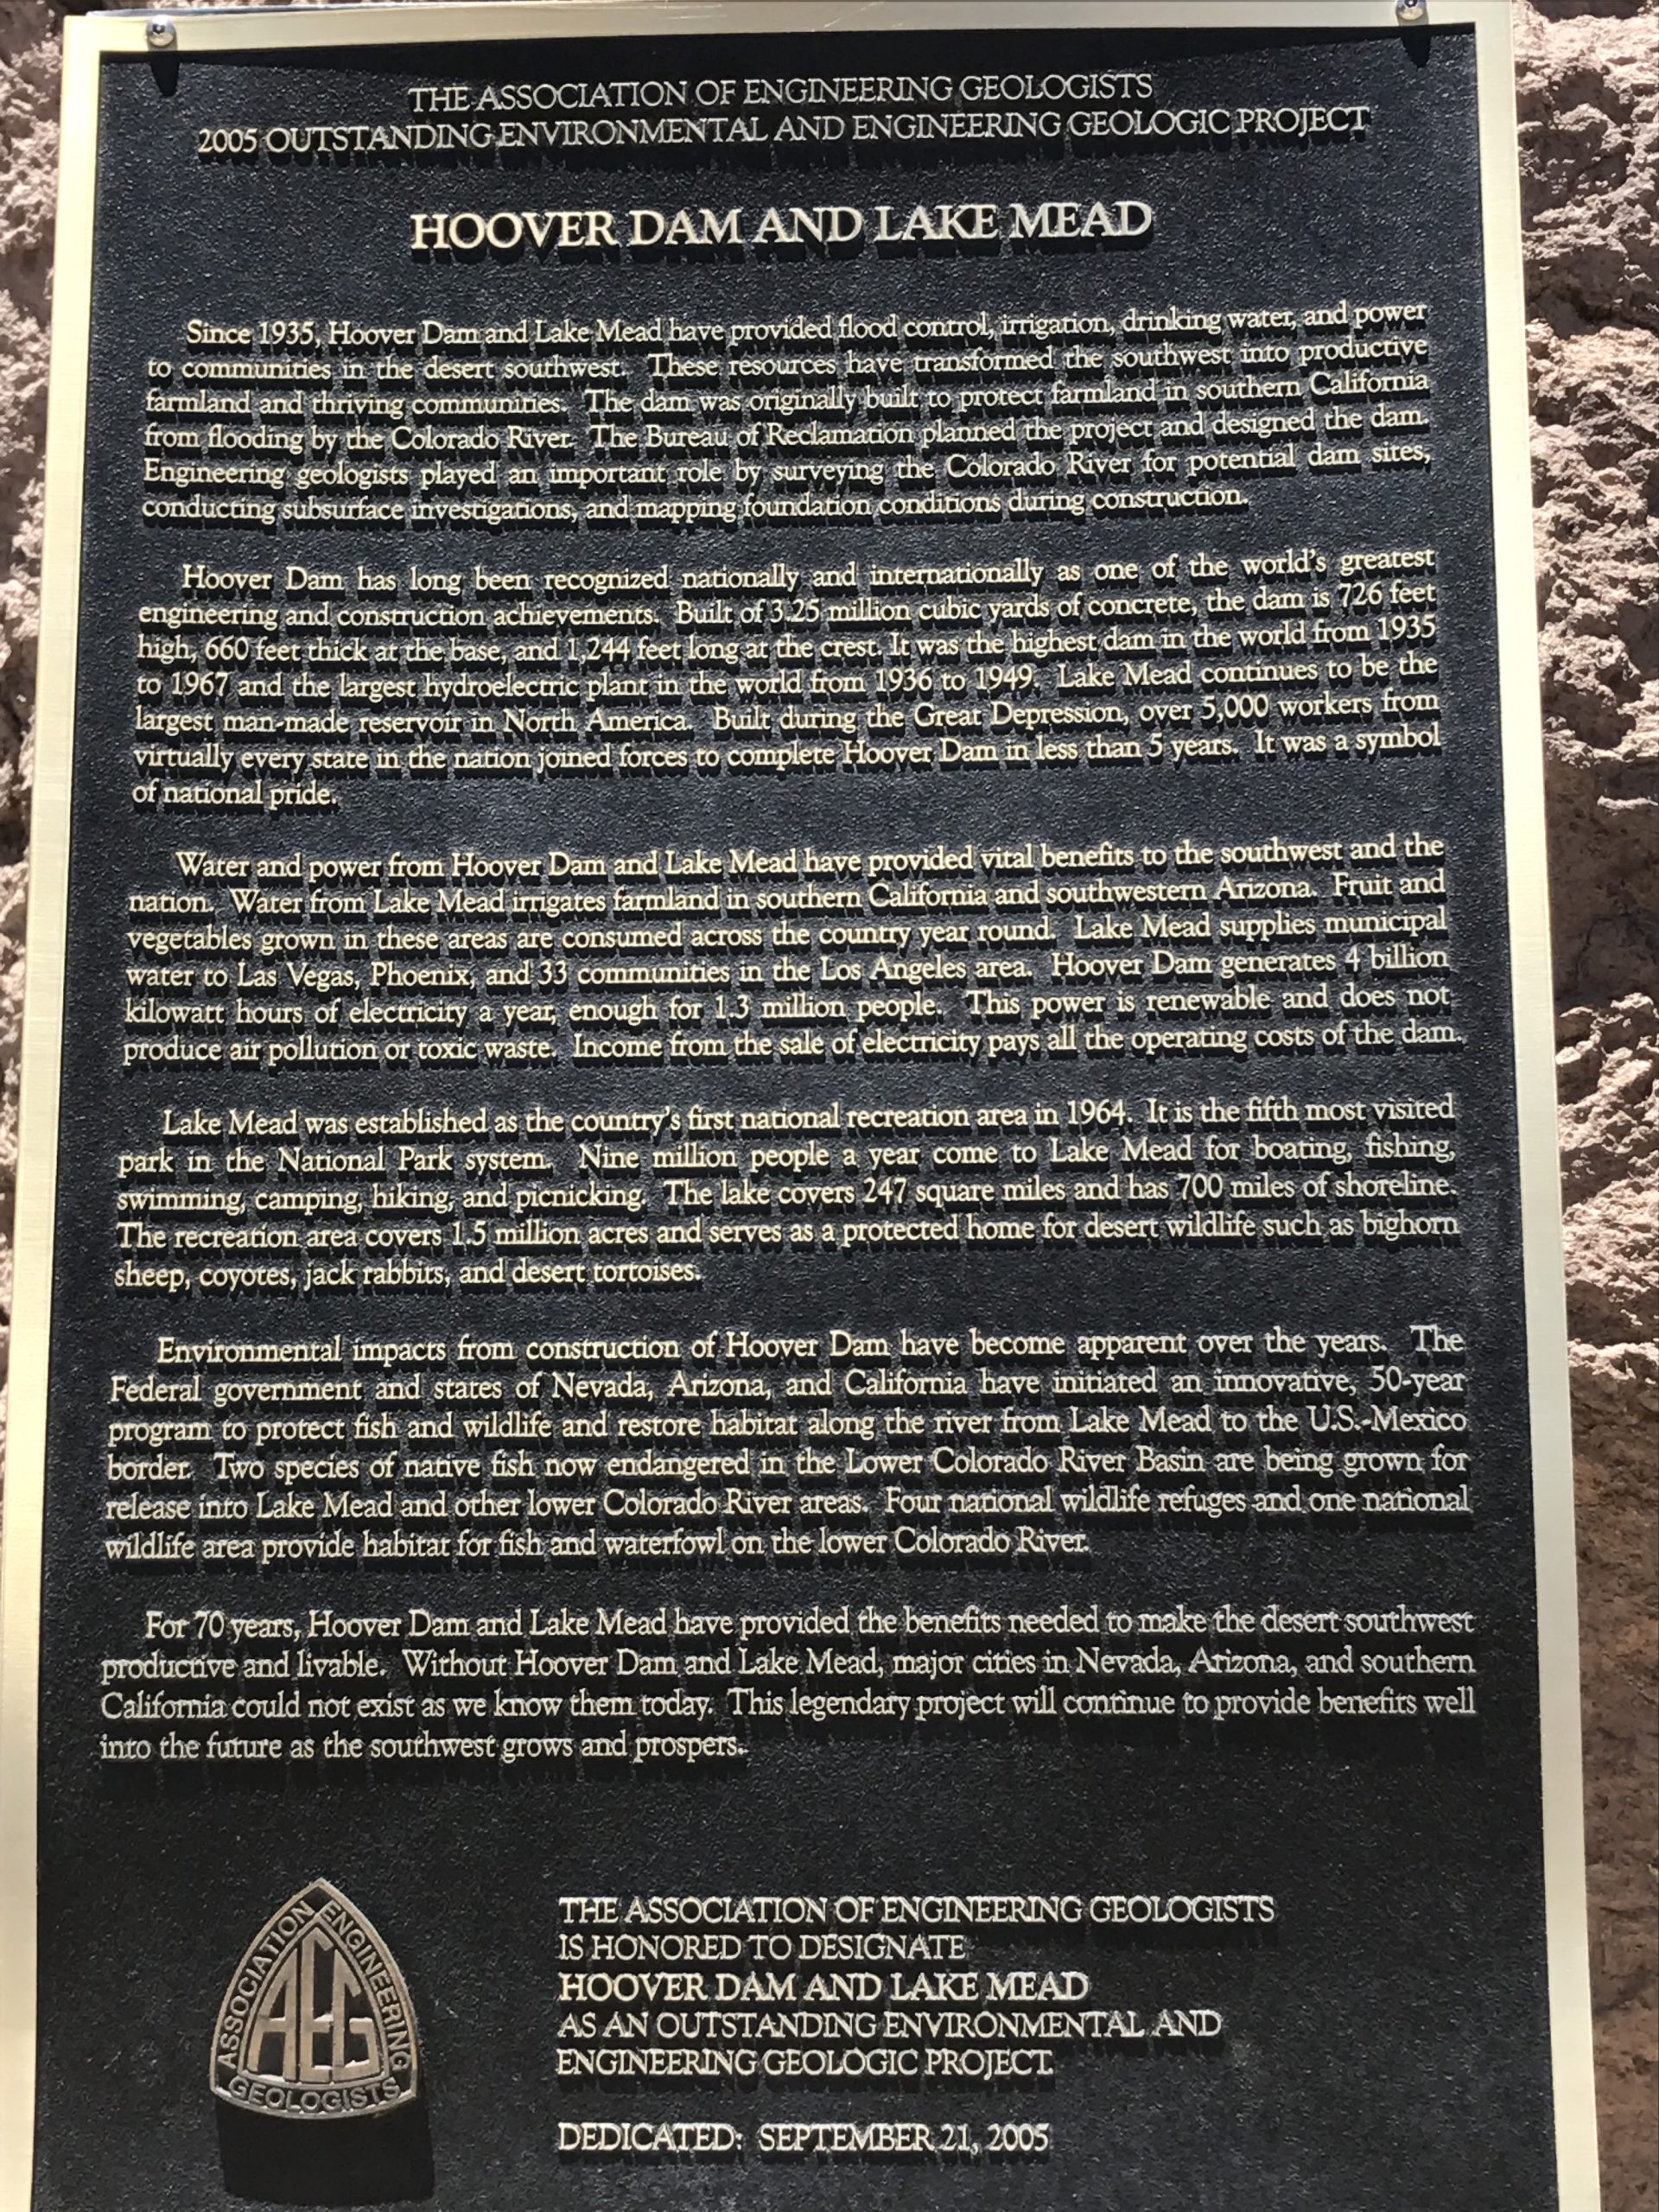 THE ASSOCIATION OF ENGINEERING GEOLOGISTS
2005 OUTSTANDING ENVIRONMENTAL AND ENGINEERING GEOLOGIC PROJECT
HOOVER DAM AND LAKE MEAD
Since 1935, Hoover Dam and Lake Mead have provided flood control, irrigation, drinking water, and power
to communities in the desert southwest. These resources have transformed the southwest into productive
farmland and thriving communities. The dam was originally built to protect farmland in southern California
from flooding by the Colorado River. The Bureau of Reclamation planned the project and designed the dam.
Engineering geologists played an important role by surveying the Colorado River for potential dam sites,
conducting subsurface investigations, and mapping foundation conditions during construction.
Hoover Dam has long been recognized nationally and internationally as one of the world's greatest
engineering and construction achievements. Built of 3.25 million cubic yards of concrete, the dam is 726 feet
high, 660 feet thick at the base, and 1,244 feet long at the crest. It was the highest dam in the world from 1935
to 1967 and the largest hydroelectric plant in the world from 1936 to 1949. Lake Mead continues to be the
largest man-made reservoir in North America. Built during the Great Depression, over 5,000 workers from
virtually every state in the nation joined forces to complete Hoover Dam in less than 5 years. It was a symbol
of national pride.
Water and power from Hoover Dam and Lake Mead have provided vital benefits to the southwest and the
nation. Water from Lake Mead irrigates farmland in southern California and southwestern Arizona. Fruit and
vegetables grown in these areas are consumed across the country year round. Lake Mead supplies municipal
water to Las Vegas, Phoenix, and 33 communities in the Los Angeles area. Hoover Dam generates 4 billion
kilowatt hours of electricity a year, enough for 1.3 million people. This power is renewable and does not
produce air pollution or toxic waste. Income from the sale of electricity pays all the operating costs of the dam.
Lake Mead was established as the country's first national recreation area in 1964. It is the fifth most visited
park in the National Park system. Nine million people a year come to Lake Mead for boating, fishing,
swimming, camping, hiking, and picnicking. The lake covers 247 square miles and has 700 miles of shoreline.
The recreation area covers 1.5 million acres and serves as a protected home for desert wildlife such as bighorn
sheep, coyotes, jack rabbits, and desert tortoises.
Environmental impacts from construction of Hoover Dam have become apparent over the years. The
Federal government and states of Nevada, Arizona, and California have initiated an innovative, 50-year
program to protect fish and wildlife and restore habitat along the river from Lake Mead to the U.S.-Mexico
border. Two species of native fish now endangered in the Lower Colorado River Basin are being grown for
release into Lake Mead and other lower Colorado River areas. Four national wildlife refuges and one national
wildlife area provide habitat for fish and waterfowl on the lower Colorado River.
For 70 years, Hoover Dam and Lake Mead have provided the benefits needed to make the desert southwest
productive and livable. Without Hoover Dam and Lake Mead, major cities in Nevada, Arizona, and southern
California could not exist as we know them today. This legendary project will continue to provide benefits well
into the future as the southwest grows and prospers.
ASSOCIATION ENGINEERING
AEG
GEOLOGISTS
THE ASSOCIATION OF ENGINEERING GEOLOGISTS
IS HONORED TO DESIGNATE
HOOVER DAM AND LAKE MEAD
AS AN OUTSTANDING ENVIRONMENTAL AND
ENGINEERING GEOLOGIC PROJECT.
DEDICATED: SEPTEMBER 21, 2005